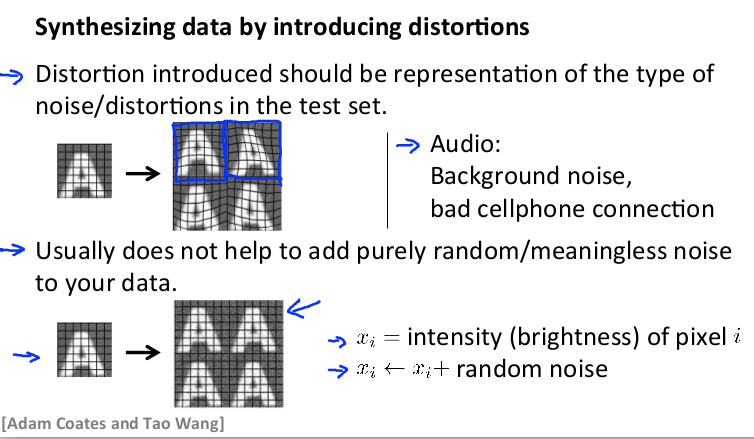 Synthesizing data by introducing distortions
Distortion introduced should be representation of the type of
noise/distortions in the test set.
A → A A A A
Audio:
Background noise,
bad cellphone connection
Usually does not help to add purely random/meaningless noise
to your data.
A → A A A A
x_i = intensity (brightness) of pixel i
x_i ← x_i + random noise
[Adam Coates and Tao Wang]